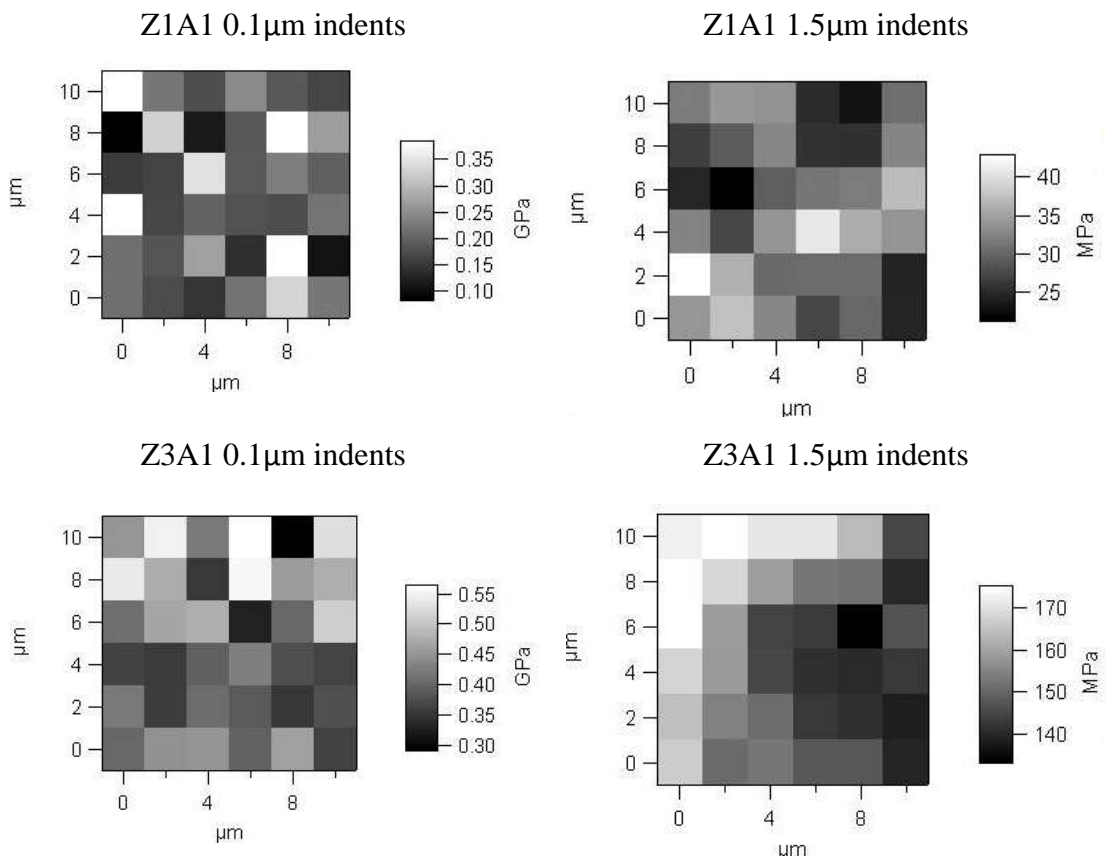 Z1A1 0.1µm indents
10
8
6
4
2
0
µm
0 4 8
µm
0.35
0.30
0.25
0.20
0.15
0.10
GPa
Z1A1 1.5µm indents
10
8
6
4
2
0
µm
0 4 8
µm
40
35
30
25
MPa
Z3A1 0.1µm indents
10
8
6
4
2
0
µm
0 4 8
µm
0.55
0.50
0.45
0.40
0.35
0.30
GPa
Z3A1 1.5µm indents
10
8
6
4
2
0
µm
0 4 8
µm
170
160
150
140
MPa